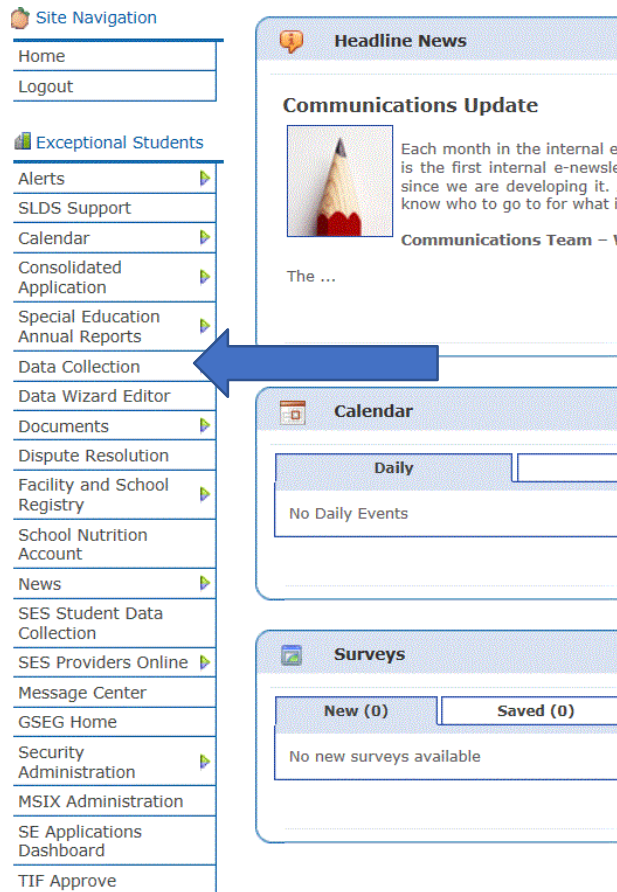 Site Navigation
Home
Logout
Exceptional Students
Alerts
SLDS Support
Calendar
Consolidated
Application
Special Education
Annual Reports
Data Collection
Data Wizard Editor
Documents
Dispute Resolution
Facility and School
Registry
School Nutrition
Account
News
SES Student Data
Collection
SES Providers Online
Message Center
GSEG Home
Security
Administration
MSIX Administration
SE Applications
Dashboard
TIF Approve
Headline News
Communications Update
Each month in the internal e
is the first internal e-newsle
since we are developing it.
know who to go to for what i
Communications Team –
The ...
Calendar
Daily
No Daily Events
Surveys
New (0) Saved (0)
No new surveys available